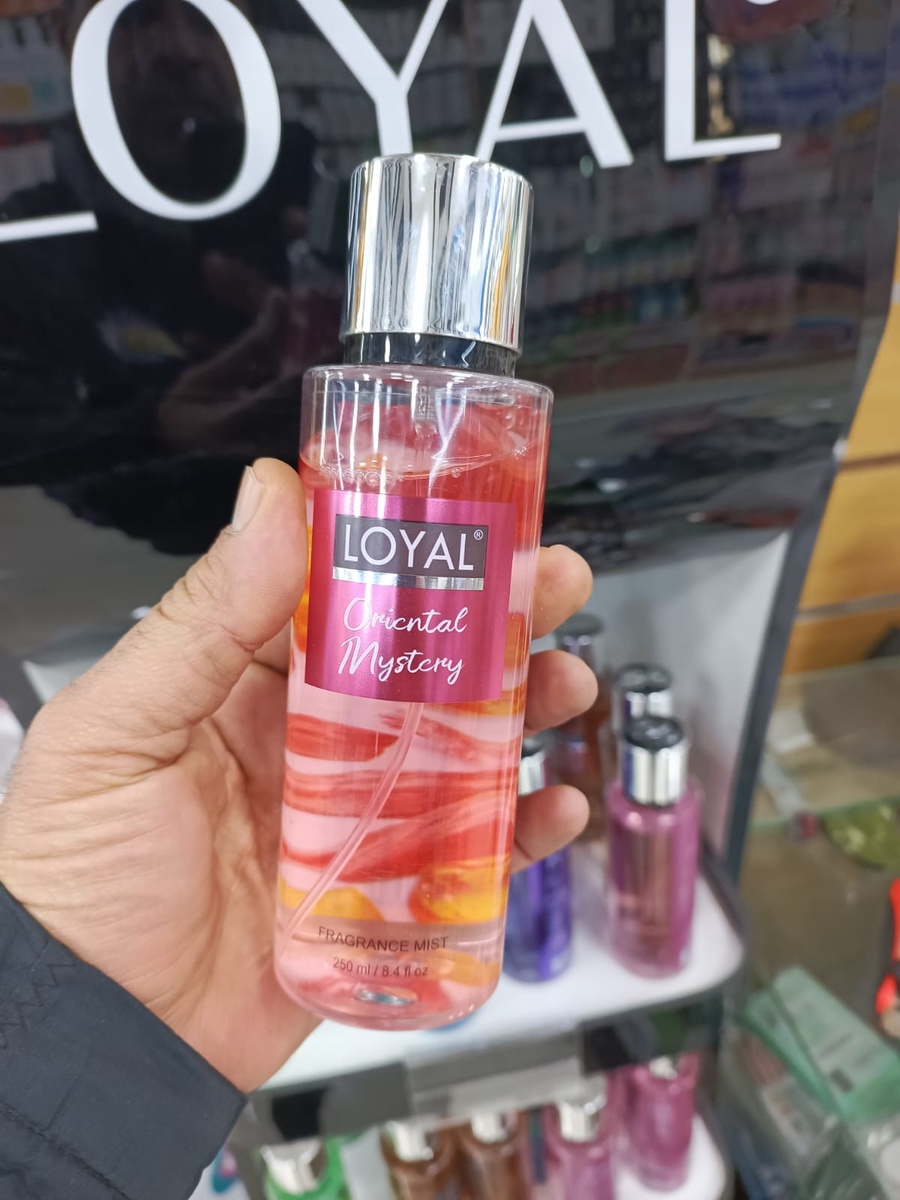 LOYAL
LOYAL®
Oriental
Mystery
FRAGRANCE MIST
250 ml / 8.4 fl oz